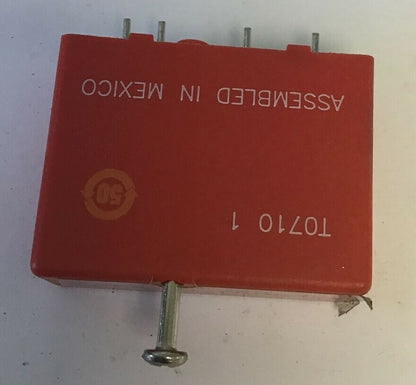 T0710 1
50
ASSEMBLED IN MEXICO